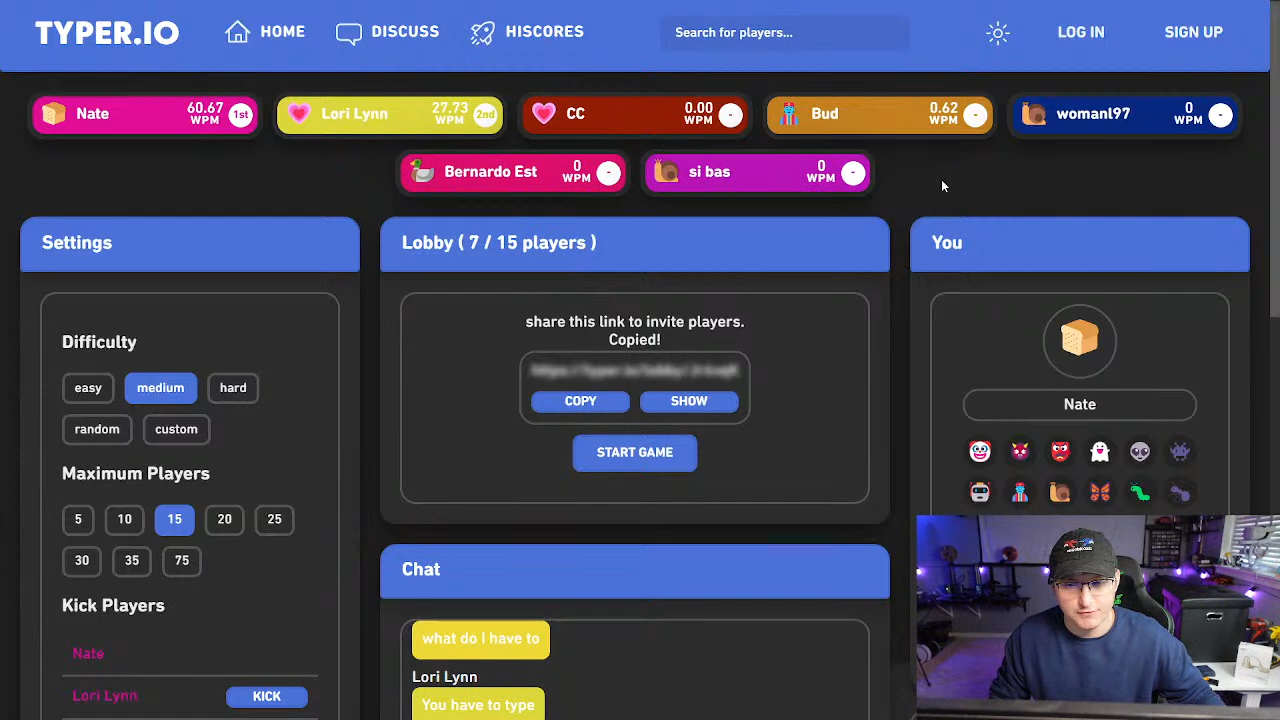 TYPER.IO
HOME
DISCUSS
HISCORES
Search for players...
LOG IN
SIGN UP
Nate
60.67
WPM
1st
Lori Lynn
27.73
WPM
2nd
CC
0.00
WPM
-
Bud
0.62
WPM
-
womanl97
0
WPM
-
Bernardo Est
0
WPM
-
si bas
0
WPM
-
Settings
Difficulty
easy
medium
hard
random
custom
Maximum Players
5
10
15
20
25
30
35
75
Kick Players
Nate
Lori Lynn
KICK
Lobby ( 7 / 15 players )
share this link to invite players.
Copied!
COPY
SHOW
START GAME
Chat
what do I have to
Lori Lynn
You have to type
You
Nate